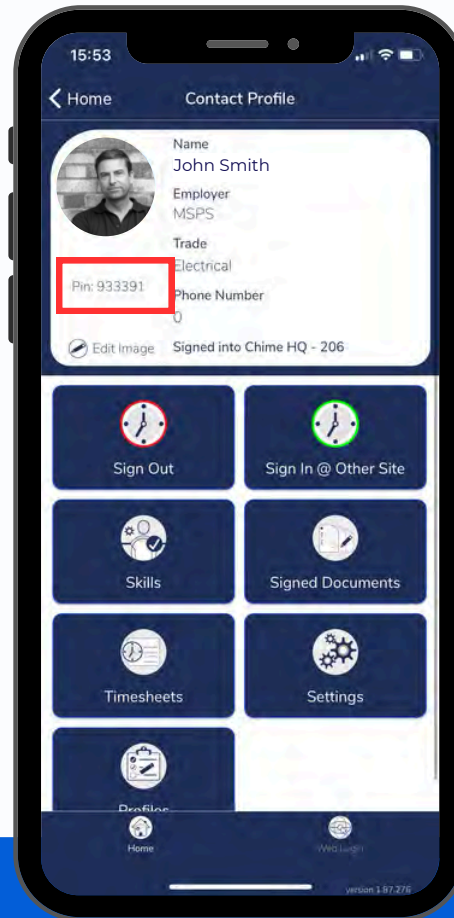 15:53
Home
Contact Profile
Name
John Smith
Employer
MSPS
Trade
Electrical
Pin: 933391
Phone Number
0
Edit Image
Signed into Chime HQ - 206
Sign Out
Sign In @ Other Site
Skills
Signed Documents
Timesheets
Settings
Profiles
Home
Web Login
version 1.87.276